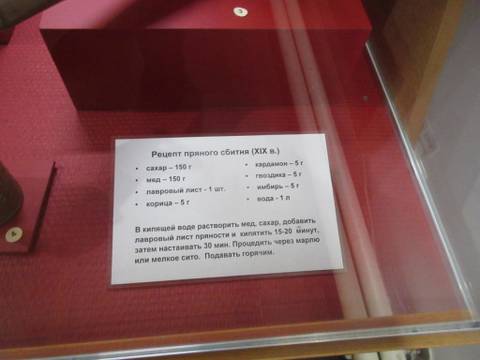 3
Рецепт пряного сбитня (XIX в.)
• сахар – 150 г
• мед – 150 г
• лавровый лист - 1 шт.
• корица – 5 г
• кардамон – 5 г
• гвоздика – 5 г
• имбирь – 5 г
• вода - 1 л
В кипящей воде растворить мед, сахар, добавить
лавровый лист пряности и кипятить 15-20 минут,
затем настаивать 30 мин. Процедить через марлю
или мелкое сито. Подавать горячим.